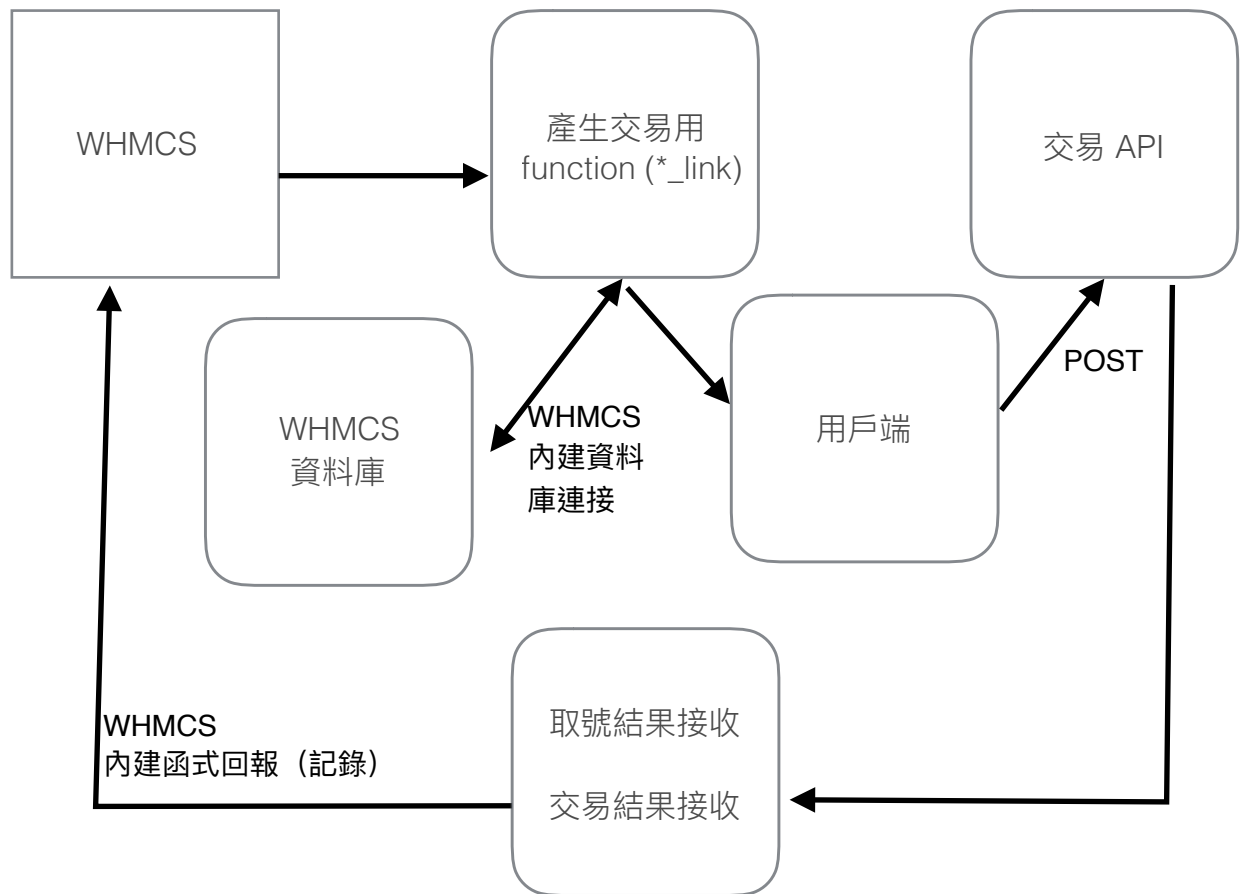 WHMCS
產生交易用
function (*_link)
交易 API
WHMCS
資料庫
WHMCS
內建資料
庫連接
用戶端
POST
取號結果接收
交易結果接收
WHMCS
內建函式回報（記錄）